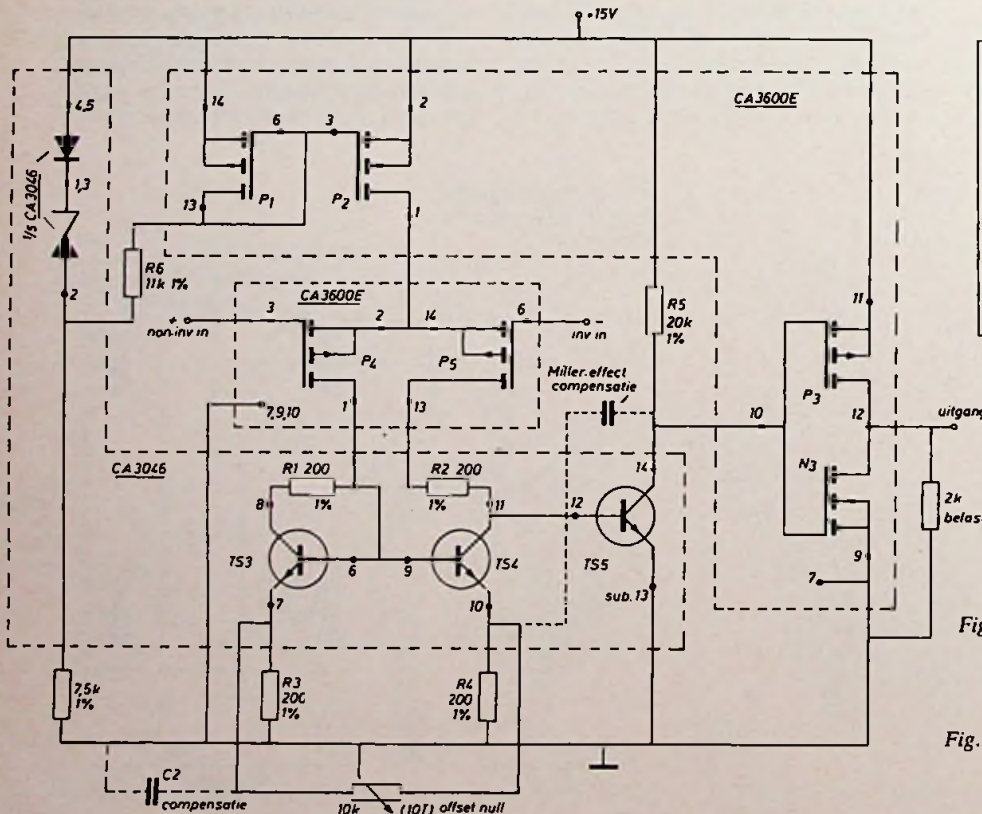 +15V
CA3600E
14
2
4,5
6
3
1,3
1/5 CA3046
P1
P2
13
1
R6
11k 1%
2
CA3600E
3
2
14
6
R5
20k
1%
11
+
non-inv in
−
inv in
P4
P5
Miller-effect
compensatie
P3
7,9,10
1
13
10
12
uitgang
CA3046
R1 200
1%
R2 200
1%
14
N3
2k
belas
8
11
12
TS3
6
9
TS4
TS5
9
7
sub. 13
7
10
Fig
7,5k
1%
R3
200
1%
R4
200
1%
Fig.
C2
compensatie
10k
(10T) offset null